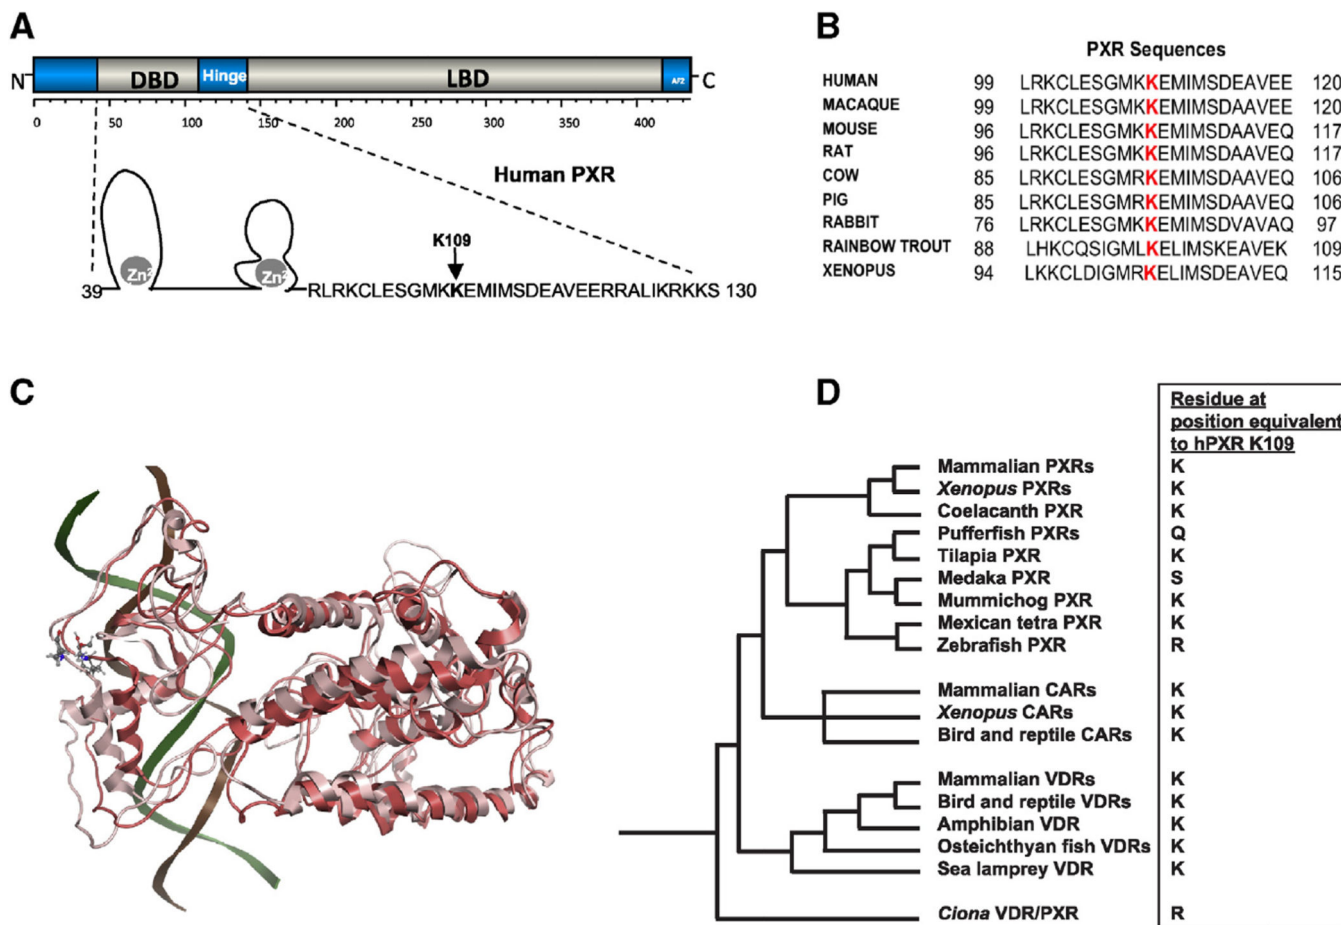 A
N
DBD
Hinge
LBD
C
0 50 100 150 200 250 300 350 400
Human PXR
K109
Zn2
Zn2
39
RLRKCLESGMKKEMIMSDEAVEERRALIKRKKS 130
B
PXR Sequences
HUMAN 99 LRKCLESGMKKEMIMSDEAVEE 120
MACAQUE 99 LRKCLESGMKKEMIMSDAAVEE 120
MOUSE 96 LRKCLESGMKKEMIMSDAAVEQ 117
RAT 96 LRKCLESGMKKEMIMSDAAVEQ 117
COW 85 LRKCLESGMRKEMIMSDAAVEQ 106
PIG 85 LRKCLESGMRKEMIMSDAAVEQ 106
RABBIT 76 LRKCLESGMKKEMIMSDVAVAQ 97
RAINBOW TROUT 88 LHKCQSIGMLKELIMSKEAVEK 109
XENOPUS 94 LKKCLDIGMRKELIMSDEAVEQ 115
C
D
Residue at
position equivalent
to hPXR K109
Mammalian PXRs K
Xenopus PXRs K
Coelacanth PXR K
Pufferfish PXRs Q
Tilapia PXR K
Medaka PXR S
Mummichog PXR K
Mexican tetra PXR K
Zebrafish PXR R
Mammalian CARs K
Xenopus CARs K
Bird and reptile CARs K
Mammalian VDRs K
Bird and reptile VDRs K
Amphibian VDR K
Osteichthyan fish VDRs K
Sea lamprey VDR K
Ciona VDR/PXR R